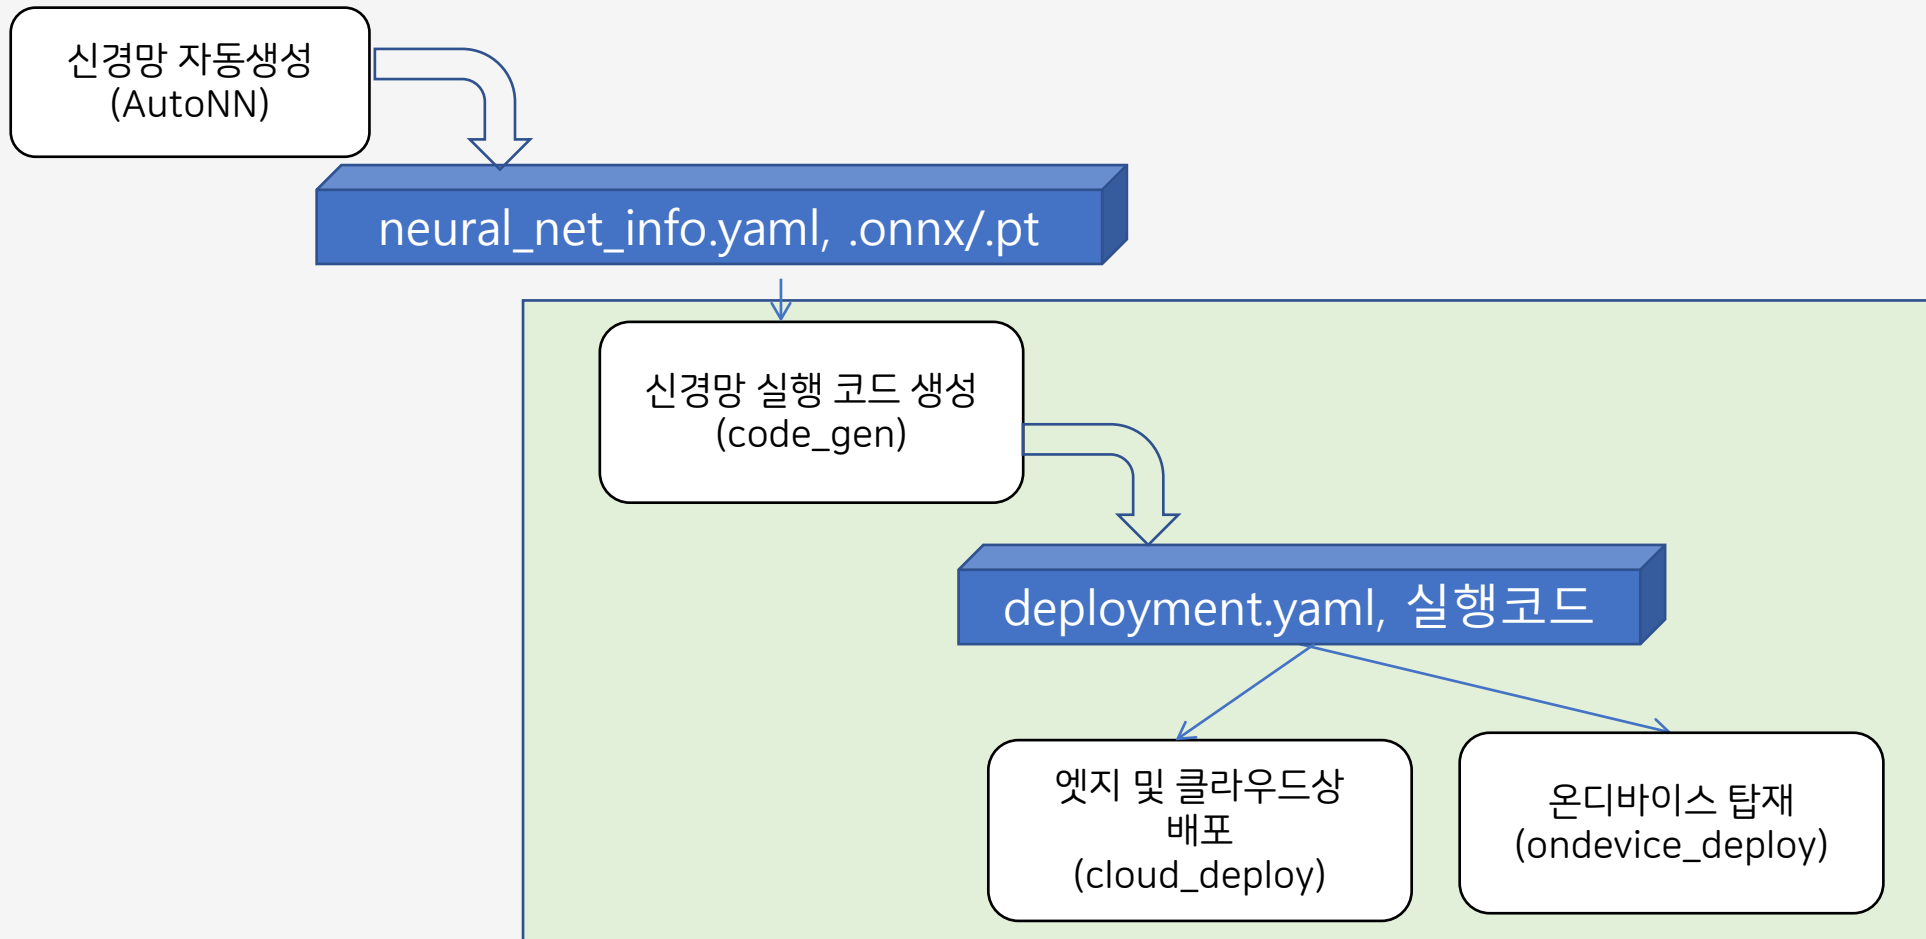 신경망 자동생성
(AutoNN)
neural_net_info.yaml, .onnx/.pt
신경망 실행 코드 생성
(code_gen)
deployment.yaml, 실행코드
엣지 및 클라우드상
배포
(cloud_deploy)
온디바이스 탑재
(ondevice_deploy)